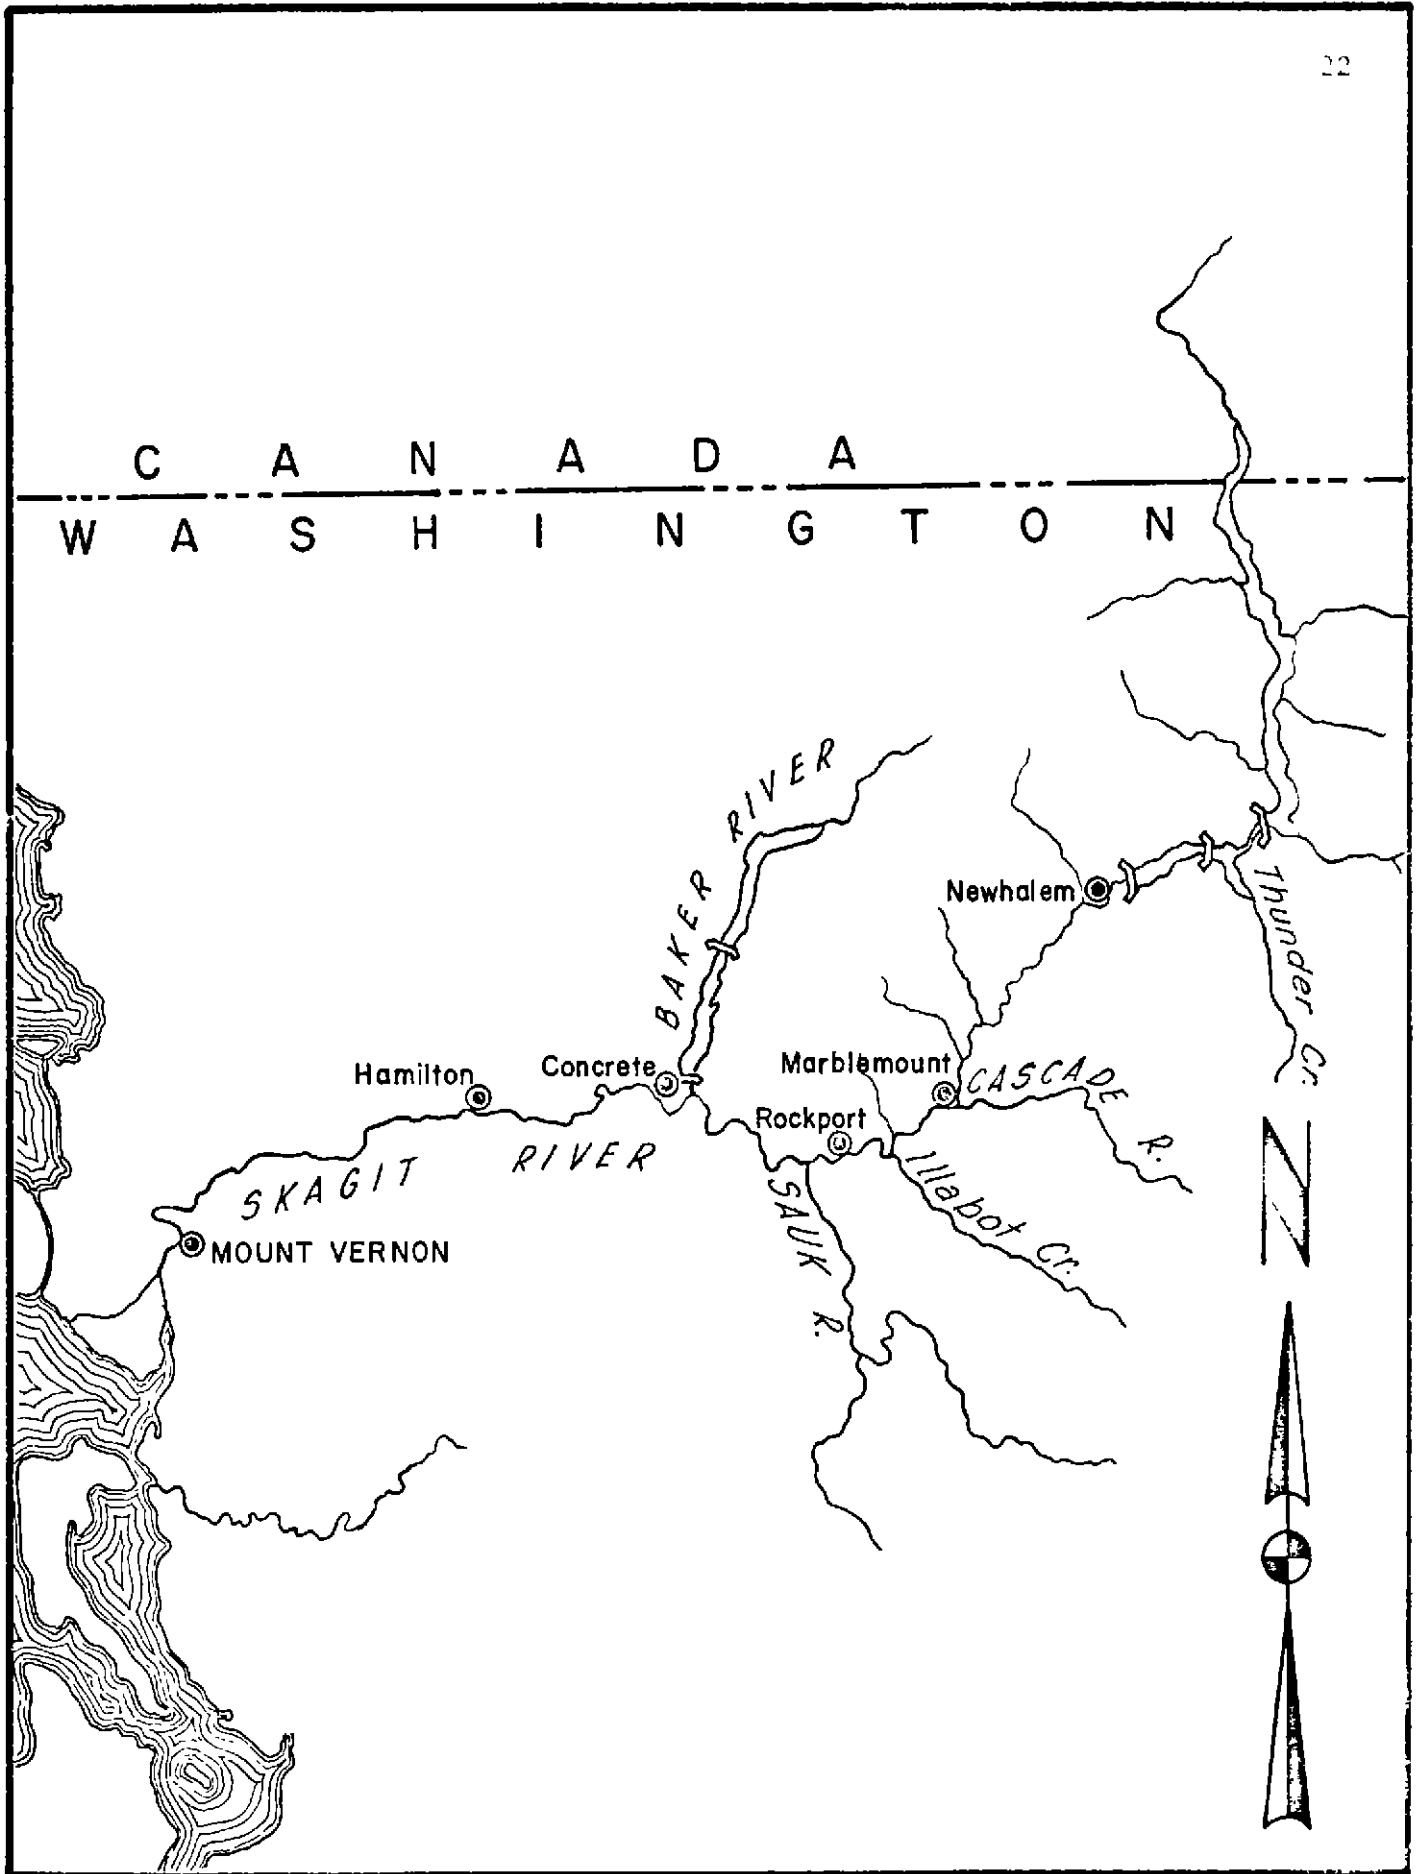 22
CANADA
WASHINGTON
BAKER RIVER
Newhalem
Thunder Cr.
Hamilton
Concrete
Marblemount
CASCADE R.
Rockport
SKAGIT RIVER
SAUK R.
Illabot Cr.
MOUNT VERNON
N